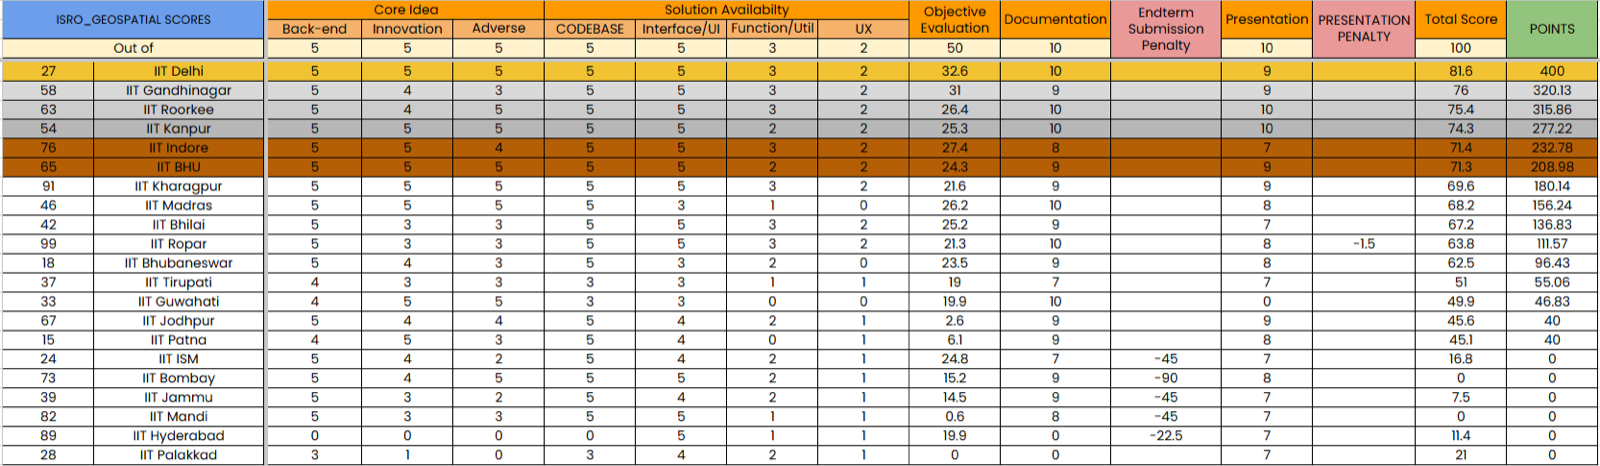 ISRO_GEOSPATIAL SCORES Core Idea Solution Availabilty Objective Evaluation Documentation Endterm Submission Penalty Presentation PRESENTATION PENALTY Total Score POINTS
Back-end Innovation Adverse CODEBASE Interface/UI Function/Util UX
Out of 5 5 5 5 5 3 2 50 10 10 100
27 IIT Delhi 5 5 5 5 5 3 2 32.6 10 9 81.6 400
58 IIT Gandhinagar 5 4 3 5 5 3 2 31 9 9 76 320.13
63 IIT Roorkee 5 4 5 5 5 3 2 26.4 10 10 75.4 315.86
54 IIT Kanpur 5 5 5 5 5 2 2 25.3 10 10 74.3 277.22
76 IIT Indore 5 5 4 5 5 3 2 27.4 8 7 71.4 232.78
65 IIT BHU 5 5 5 5 5 2 2 24.3 9 9 71.3 208.98
91 IIT Kharagpur 5 5 5 5 5 3 2 21.6 9 9 69.6 180.14
46 IIT Madras 5 5 5 5 3 1 0 26.2 10 8 68.2 156.24
42 IIT Bhilai 5 3 3 5 5 3 2 25.2 9 7 67.2 136.83
99 IIT Ropar 5 3 3 5 5 3 2 21.3 10 8 -1.5 63.8 111.57
18 IIT Bhubaneswar 5 4 3 5 3 2 0 23.5 9 8 62.5 96.43
37 IIT Tirupati 4 3 3 3 3 1 1 19 7 7 51 55.06
33 IIT Guwahati 4 5 5 3 3 0 0 19.9 10 0 49.9 46.83
67 IIT Jodhpur 5 4 4 5 4 2 1 2.6 9 9 45.6 40
15 IIT Patna 4 5 3 5 4 0 1 6.1 9 8 45.1 40
24 IIT ISM 5 4 2 5 4 2 1 24.8 7 -45 7 16.8 0
73 IIT Bombay 5 4 5 5 5 2 1 15.2 9 -90 8 0 0
39 IIT Jammu 5 3 2 5 4 2 1 14.5 9 -45 7 7.5 0
82 IIT Mandi 5 3 3 5 5 1 1 0.6 8 -45 7 0 0
89 IIT Hyderabad 0 0 0 0 5 1 1 19.9 0 -22.5 7 11.4 0
28 IIT Palakkad 3 1 0 3 4 2 1 0 0 7 21 0